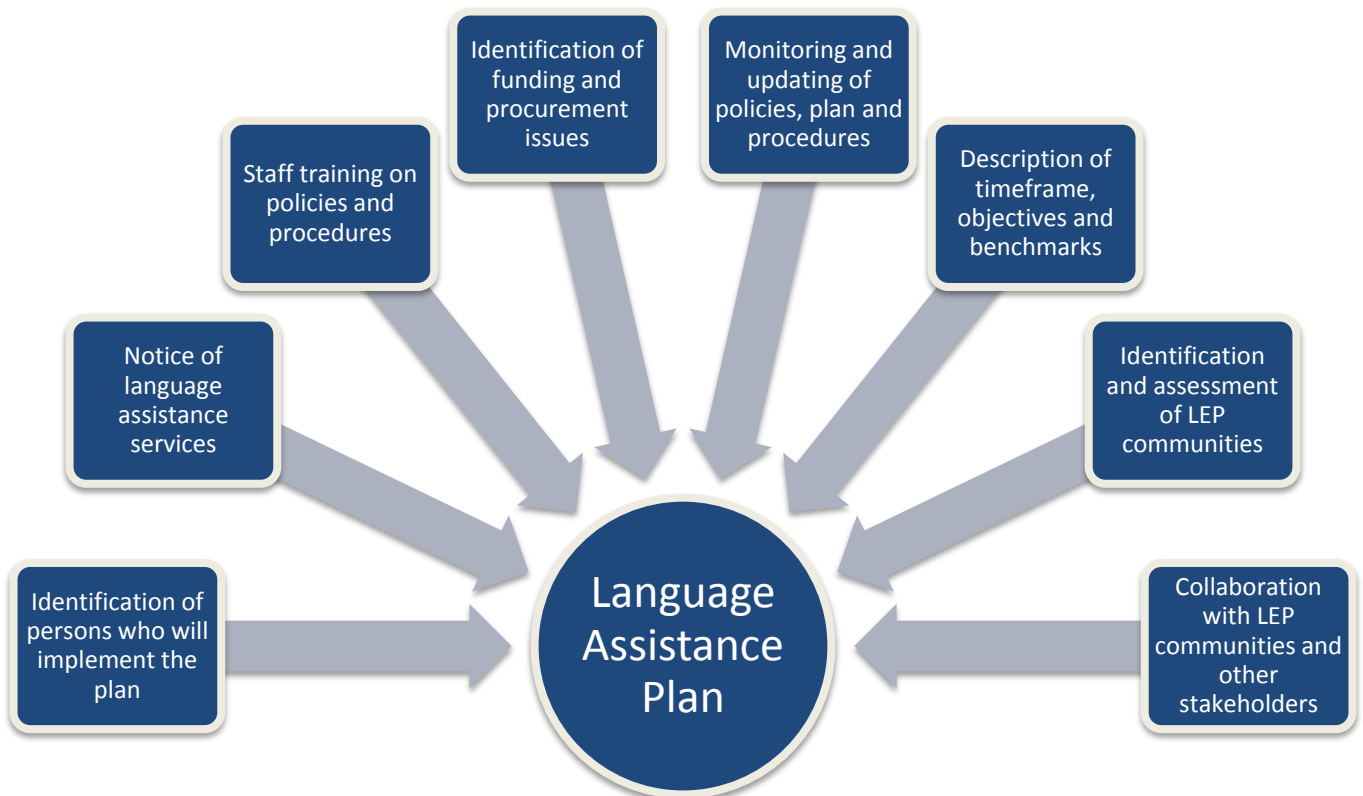 Identification of
funding and
procurement
issues
Monitoring and
updating of
policies, plan and
procedures
Staff training on
policies and
procedures
Description of
timeframe,
objectives and
benchmarks
Notice of
language
assistance
services
Identification
and assessment
of LEP
communities
Identification of
persons who will
implement the
plan
Language
Assistance
Plan
Collaboration
with LEP
communities and
other
stakeholders